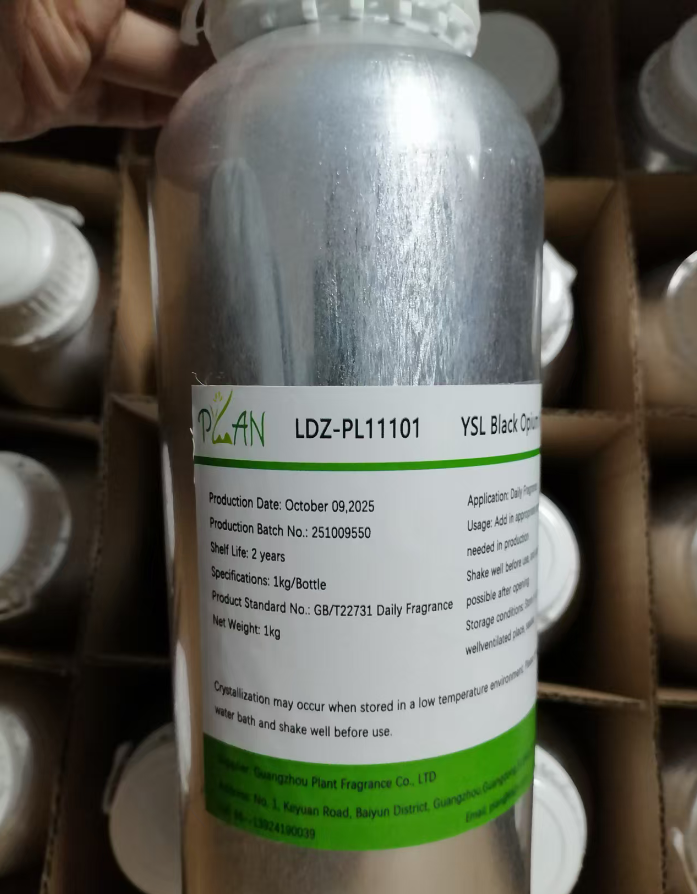 PLAN LDZ-PL11101 YSL Black Opium
Production Date: October 09,2025
Production Batch No.: 251009550
Shelf Life: 2 years
Specifications: 1kg/Bottle
Product Standard No.: GB/T22731 Daily Fragrance
Net Weight: 1kg
Application: Daily
Usage: Add in
needed in production
Shake well before use,
possible after opening
Storage conditions:
wellventilated place,
Crystallization may occur when stored in a low temperature environment,
water bath and shake well before use.
Guangzhou Plant Fragrance Co., LTD
No. 1, Keyuan Road, Baiyun District, Guangzhou,
Email:
13924190039